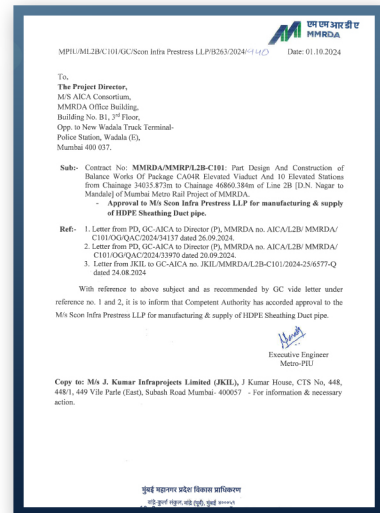 एम एम आर डी ए
MMRDA
MPIU/ML2B/C101/GC/Scon Infra Prestress LLP/B263/2024/940 Date: 01.10.2024
To,
The Project Director,
M/S AICA Consortium,
MMRDA Office Building,
Building No. B1, 3rd Floor,
Opp. to New Wadala Truck Terminal-
Police Station, Wadala (E),
Mumbai 400 037.
Sub:- Contract No: MMRDA/MMRP/L2B-C101: Part Design And Construction of
Balance Works Of Package CA04R Elevated Viaduct And 10 Elevated Stations
from Chainage 34035.873m to Chainage 46860.384m of Line 2B [D.N. Nagar to
Mandale] of Mumbai Metro Rail Project of MMRDA.
- Approval to M/s Scon Infra Prestress LLP for manufacturing & supply
of HDPE Sheathing Duct pipe.
Ref:- 1. Letter from PD, GC-AICA to Director (P), MMRDA no. AICA/L2B/ MMRDA/
C101/OG/QAC/2024/34137 dated 26.09.2024.
2. Letter from PD, GC-AICA to Director (P), MMRDA no. AICA/L2B/ MMRDA/
C101/OG/QAC/2024/33970 dated 20.09.2024.
3. Letter from JKIL to GC-AICA no. JKIL/MMRDA/L2B-C101/2024-25/6577-Q
dated 24.08.2024
With reference to above subject and as recommended by GC vide letter under
reference no. 1 and 2, it is to inform that Competent Authority has accorded approval to the
M/s Scon Infra Prestress LLP for manufacturing & supply of HDPE Sheathing Duct pipe.
Executive Engineer
Metro-PIU
Copy to: M/s J. Kumar Infraprojects Limited (JKIL), J Kumar House, CTS No, 448,
448/1, 449 Vile Parle (East), Subash Road Mumbai- 400057 - For information & necessary
action.
मुंबई महानगर प्रदेश विकास प्राधिकरण
वांद्रे-कुर्ला संकुल, वांद्रे (पूर्व), मुंबई